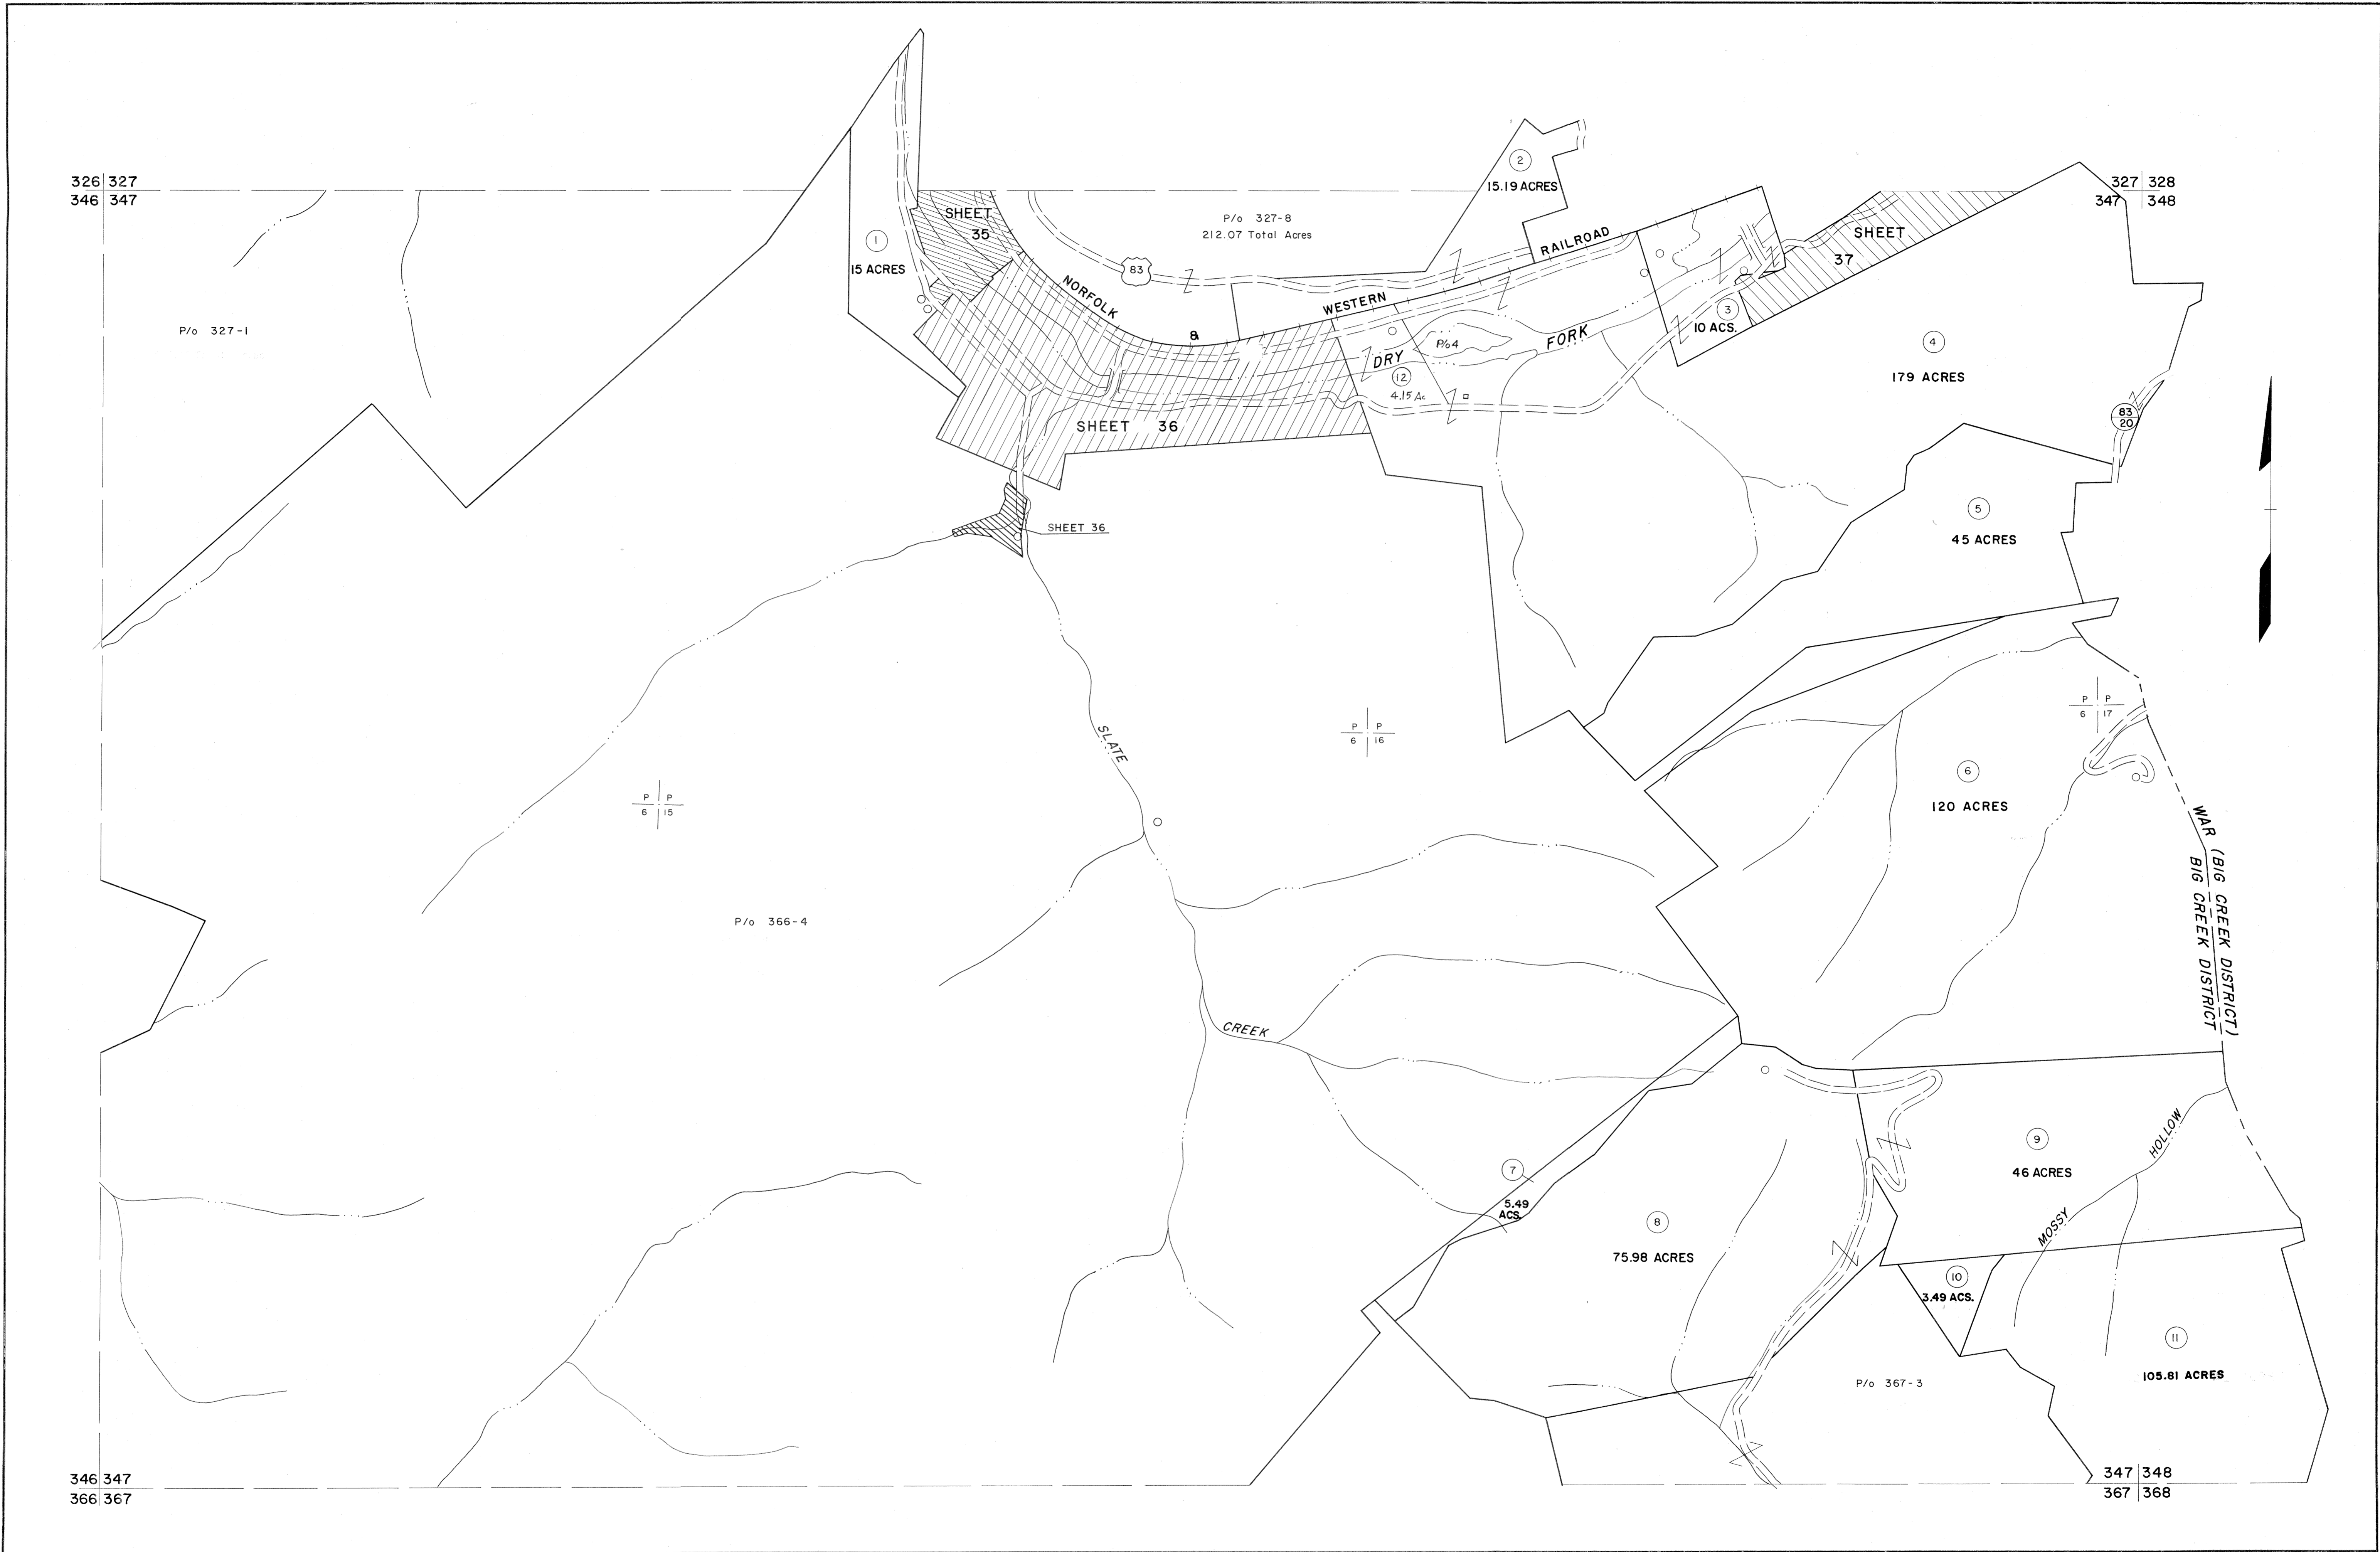 326 327
346 347
327 328
347 348
2
15.19 ACRES
P/o 327-8
212.07 Total Acres
SHEET
35
1
15 ACRES
83
NORFOLK
&
WESTERN
RAILROAD
SHEET
37
3
10 ACS.
P/o 327-1
DRY
FORK
P/o 4
12
4.15 Ac
4
179 ACRES
83
20
SHEET 36
SHEET 36
5
45 ACRES
P P
6 17
P P
6 16
P P
6 15
SLATE
CREEK
6
120 ACRES
WAR (BIG CREEK DISTRICT)
BIG CREEK DISTRICT
P/o 366-4
7
5.49
ACS.
8
75.98 ACRES
9
46 ACRES
MOSSY
HOLLOW
10
3.49 ACS.
11
105.81 ACRES
P/o 367-3
346 347
366 367
347 348
367 368